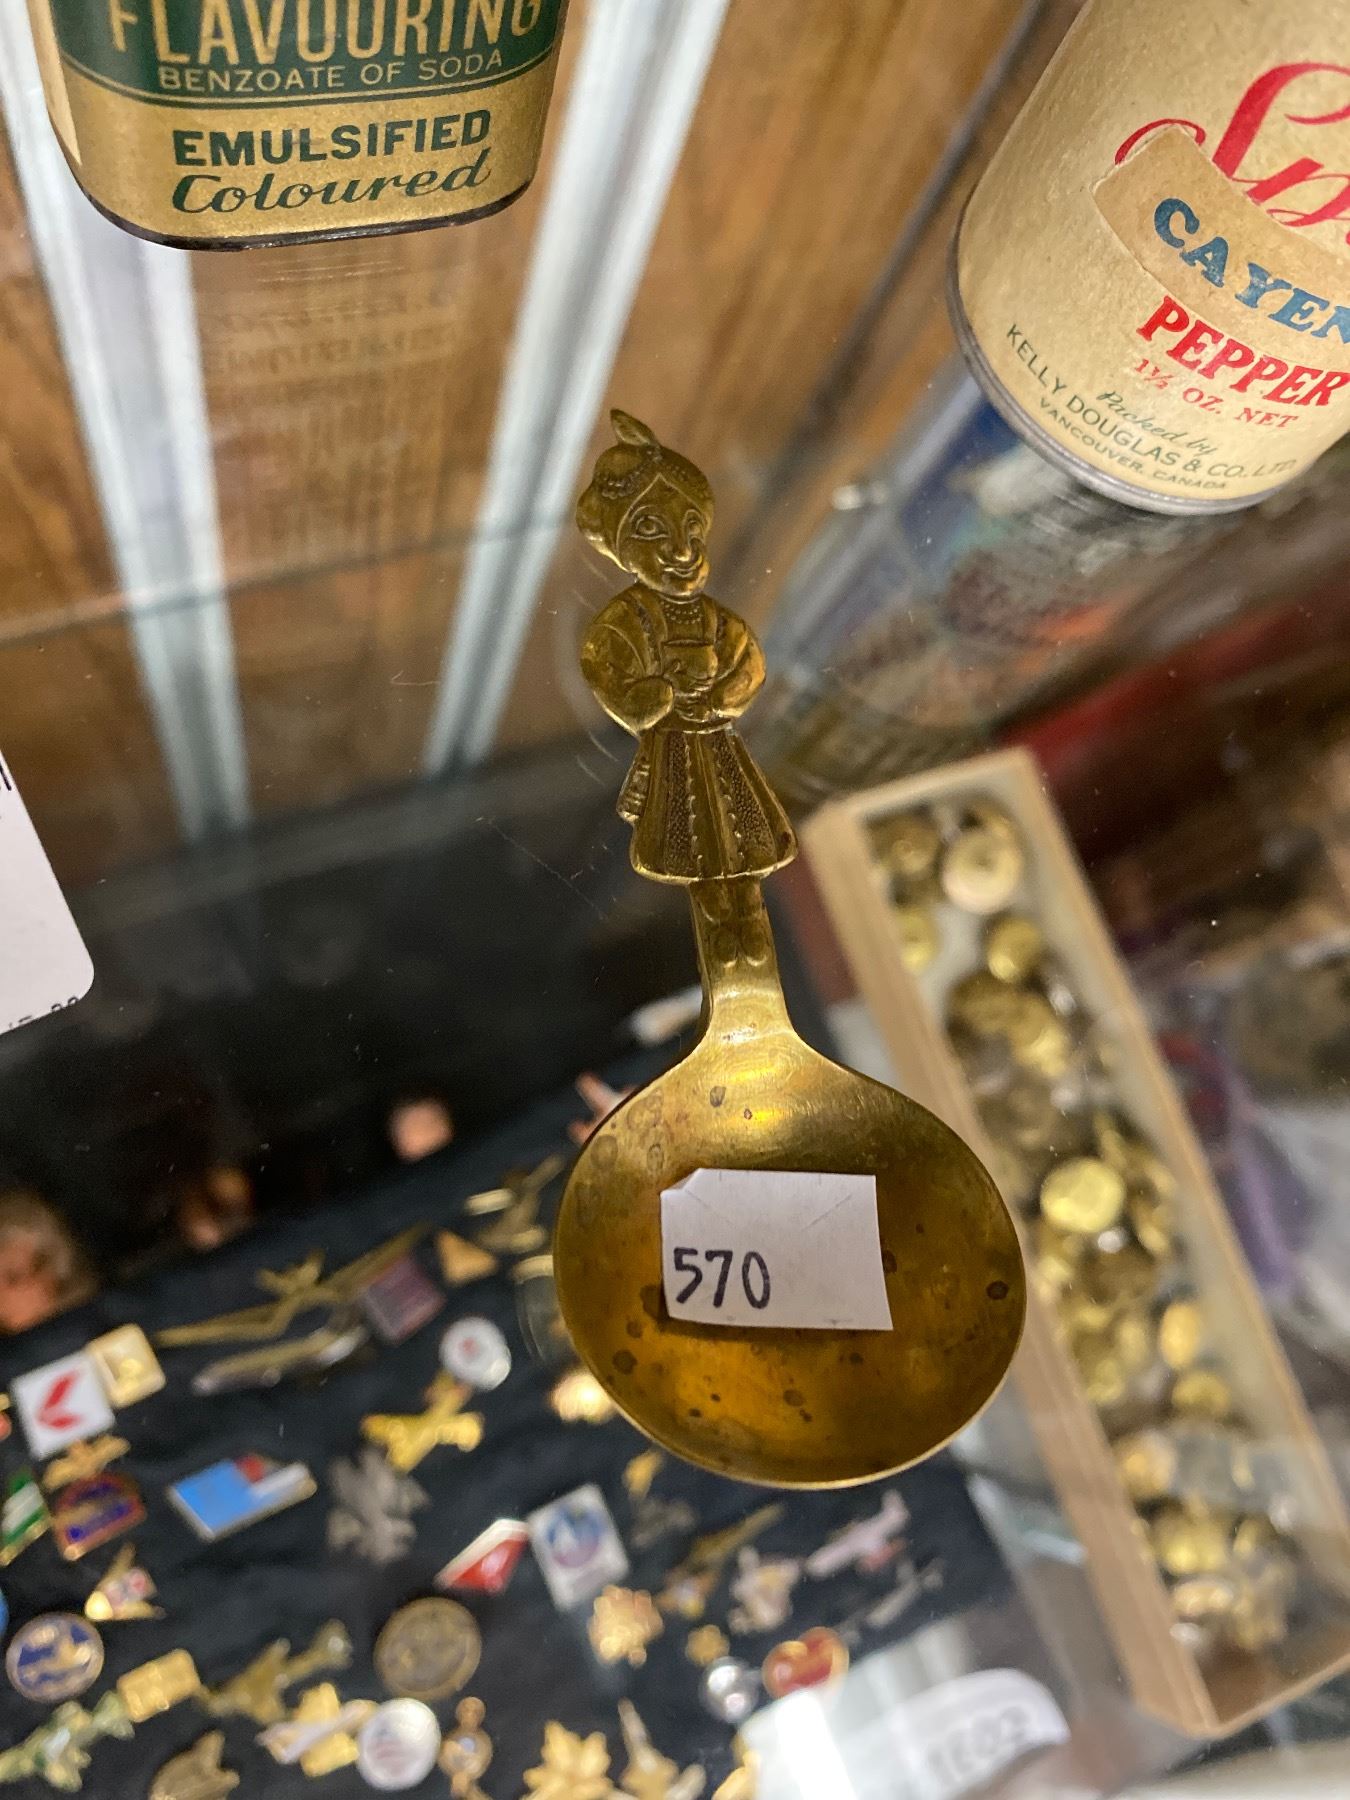 FLAVOURING
BENZOATE OF SODA
EMULSIFIED
Coloured
PEPPER
1½ OZ. NET
Packed by
KELLY DOUGLAS & CO. LTD.
VANCOUVER, CANADA
570